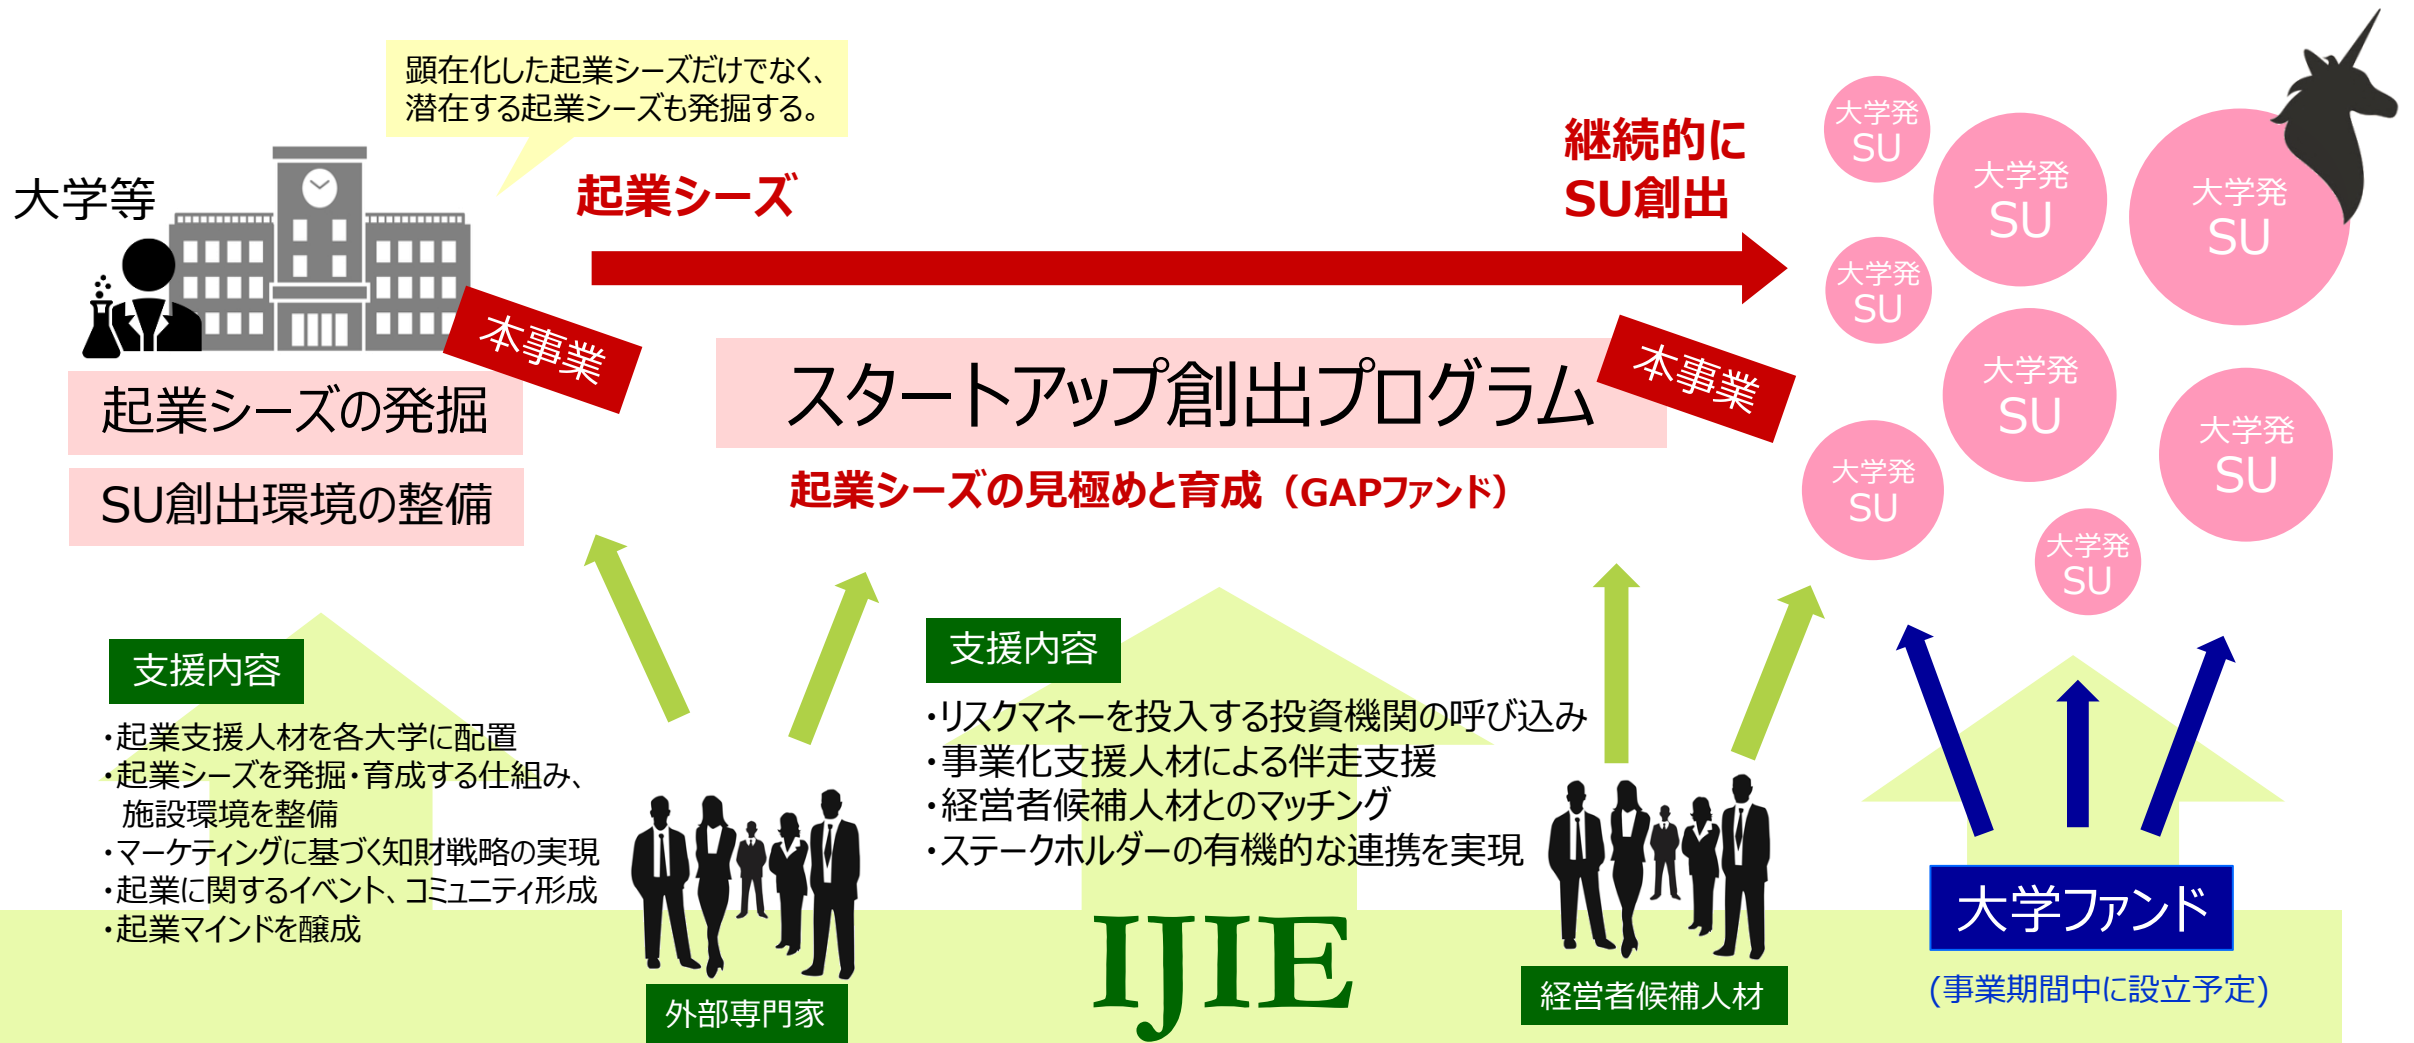 顕在化した起業シーズだけでなく、
潜在する起業シーズも発掘する。
大学等
起業シーズ
継続的に
SU創出
本事業
本事業
起業シーズの発掘
SU創出環境の整備
スタートアップ創出プログラム
起業シーズの見極めと育成（GAPファンド）
大学発
SU
大学発
SU
大学発
SU
大学発
SU
大学発
SU
大学発
SU
大学発
SU
大学発
SU
支援内容
・起業支援人材を各大学に配置
・起業シーズを発掘・育成する仕組み、
施設環境を整備
・マーケティングに基づく知財戦略の実現
・起業に関するイベント、コミュニティ形成
・起業マインドを醸成
外部専門家
支援内容
・リスクマネーを投入する投資機関の呼び込み
・事業化支援人材による伴走支援
・経営者候補人材とのマッチング
・ステークホルダーの有機的な連携を実現
IJIE
経営者候補人材
大学ファンド
(事業期間中に設立予定)